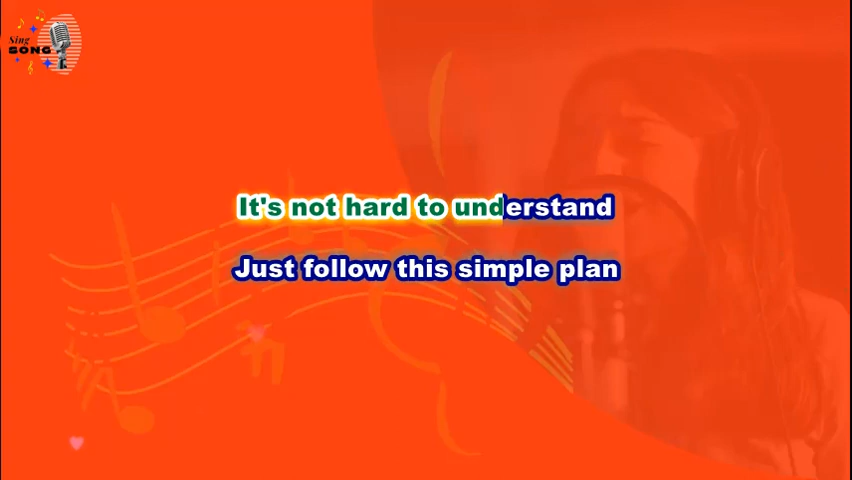 Sing
SONG
It's not hard to understand
Just follow this simple plan